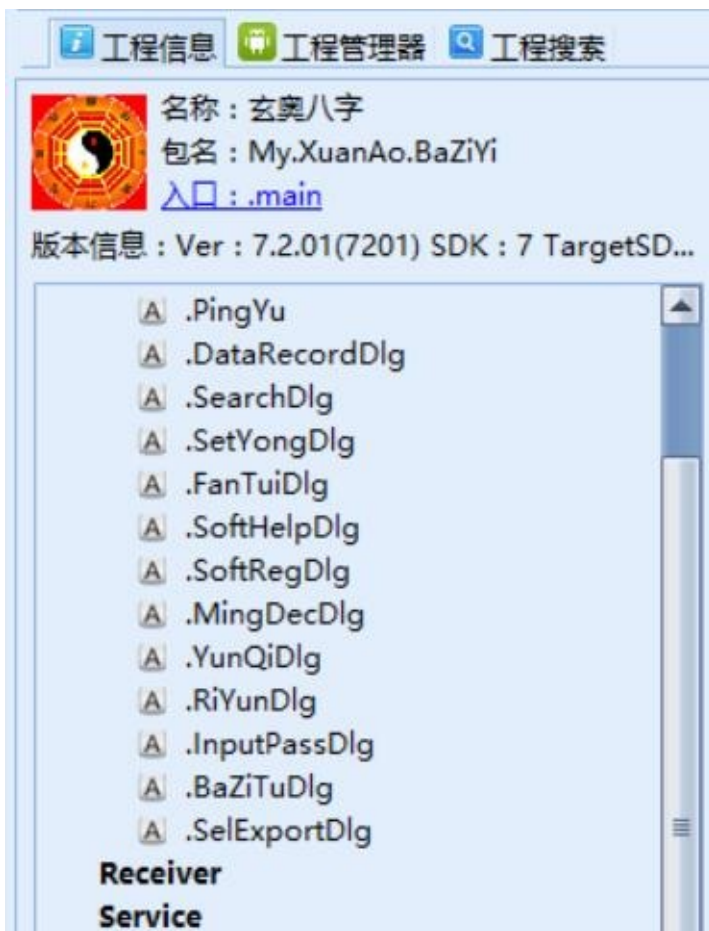 工程信息 工程管理器 工程搜索
名称：玄奥八字
包名：My.XuanAo.BaZiYi
入口：.main
版本信息：Ver：7.2.01(7201) SDK：7 TargetSD...
A .PingYu
A .DataRecordDlg
A .SearchDlg
A .SetYongDlg
A .FanTuiDlg
A .SoftHelpDlg
A .SoftRegDlg
A .MingDecDlg
A .YunQiDlg
A .RiYunDlg
A .InputPassDlg
A .BaZiTuDlg
A .SelExportDlg
Receiver
Service